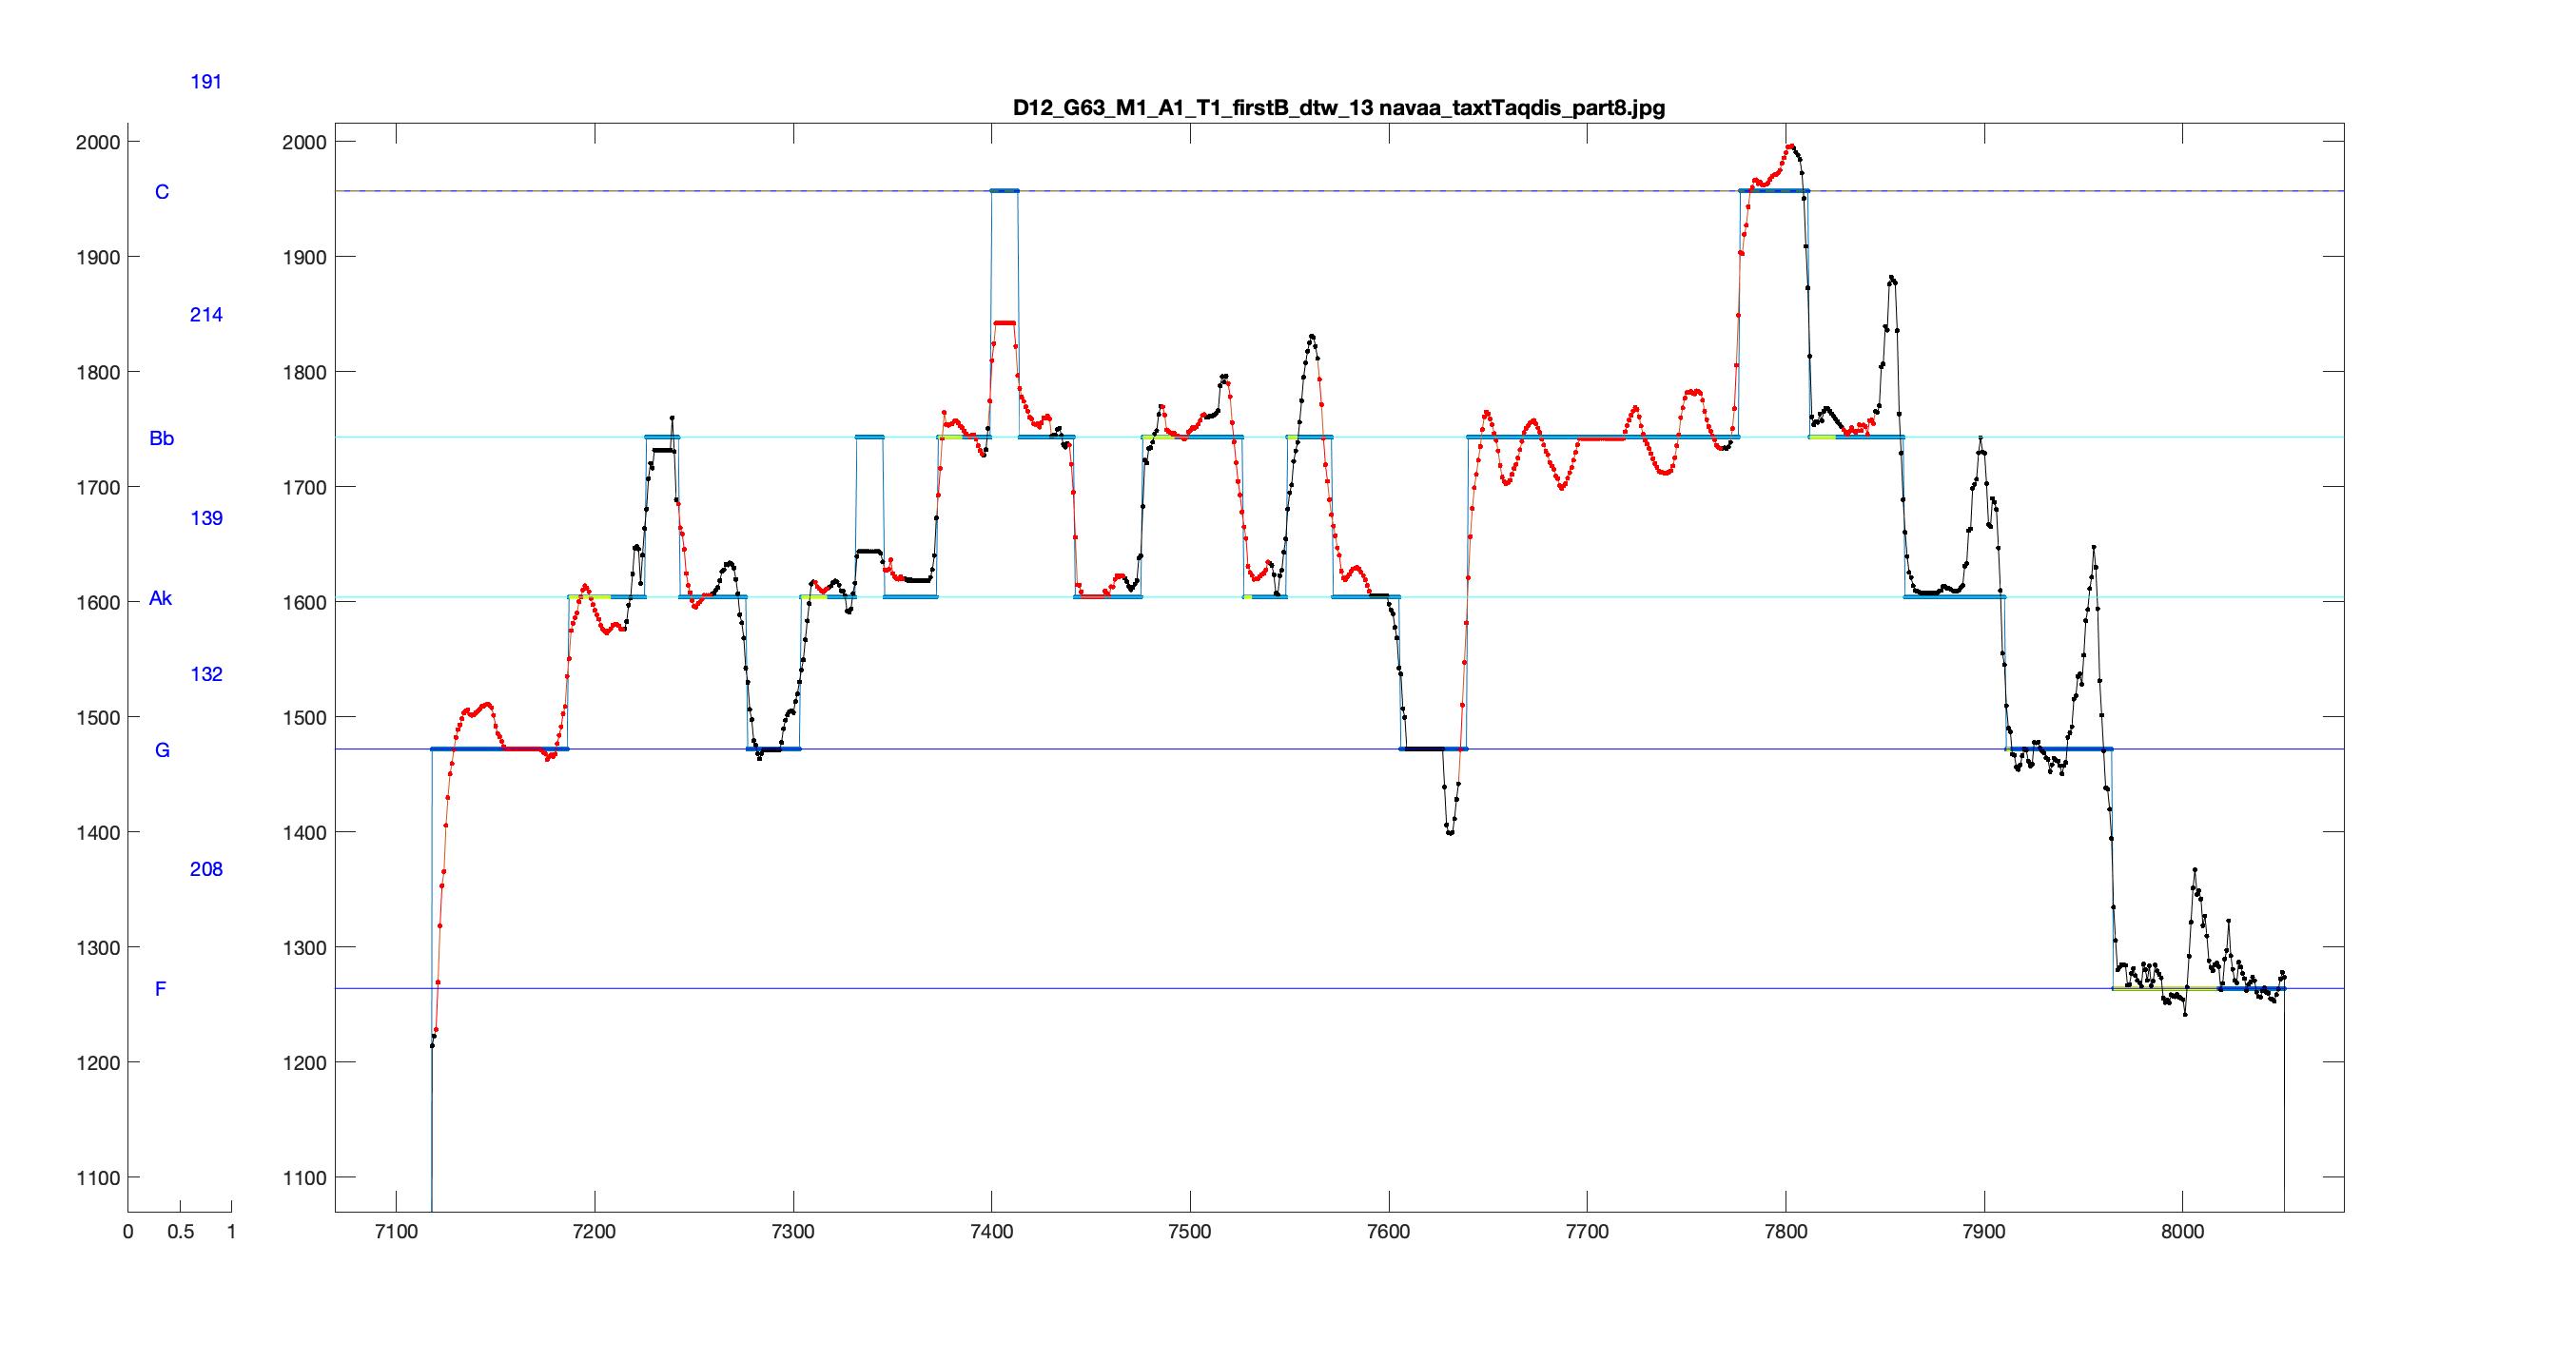 D12_G63_M1_A1_T1_firstB_dtw_13 navaa_taxtTaqdis_part8.jpg
191
2000 2000
C
1900 1900
214
1800 1800
Bb
1700 1700
139
1600 Ak 1600
132
1500 1500
G
1400 1400
208
1300 1300
F
1200 1200
1100 1100
0 0.5 1 7100 7200 7300 7400 7500 7600 7700 7800 7900 8000